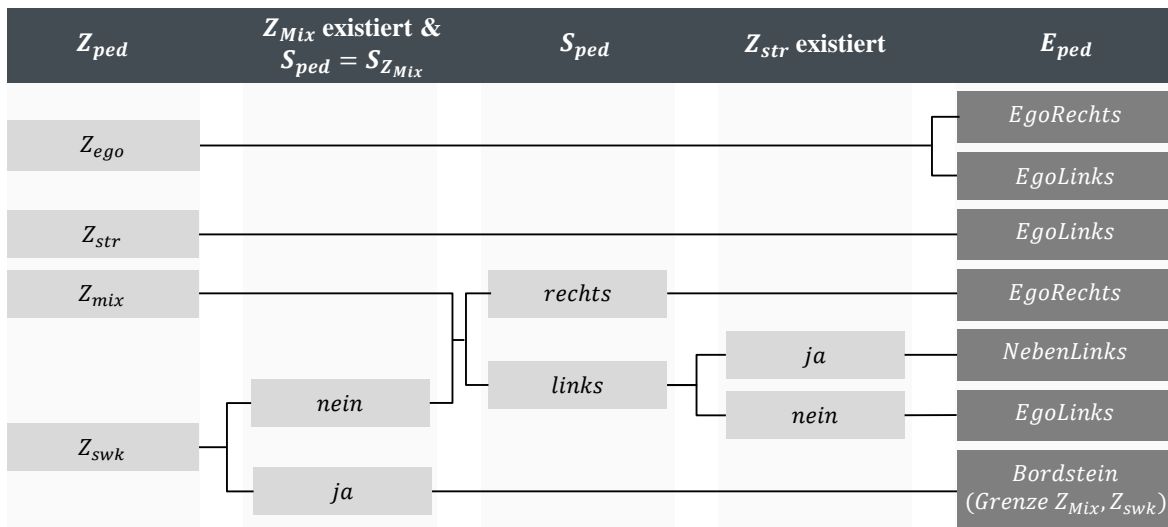 Z_ped
Z_Mix existiert &
S_ped = S_Z_Mix
S_ped
Z_str existiert
E_ped
Z_ego
EgoRechts
EgoLinks
Z_str
EgoLinks
Z_mix
rechts
EgoRechts
links
ja
NebenLinks
nein
nein
EgoLinks
Z_swk
ja
Bordstein
(Grenze Z_Mix, Z_swk)